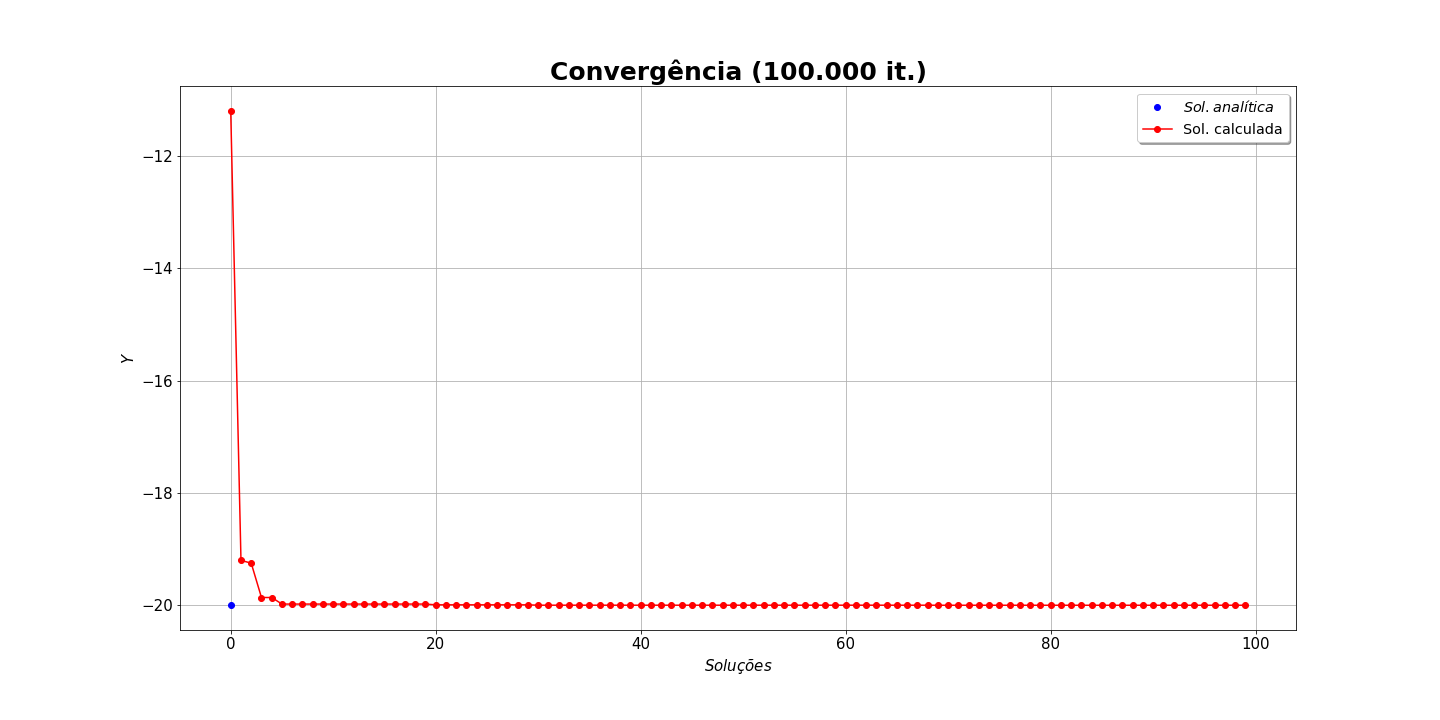 Convergência (100.000 it.)
Sol. analítica
Sol. calculada
−12
−14
−16
−18
−20
Y
0 20 40 60 80 100
Soluções